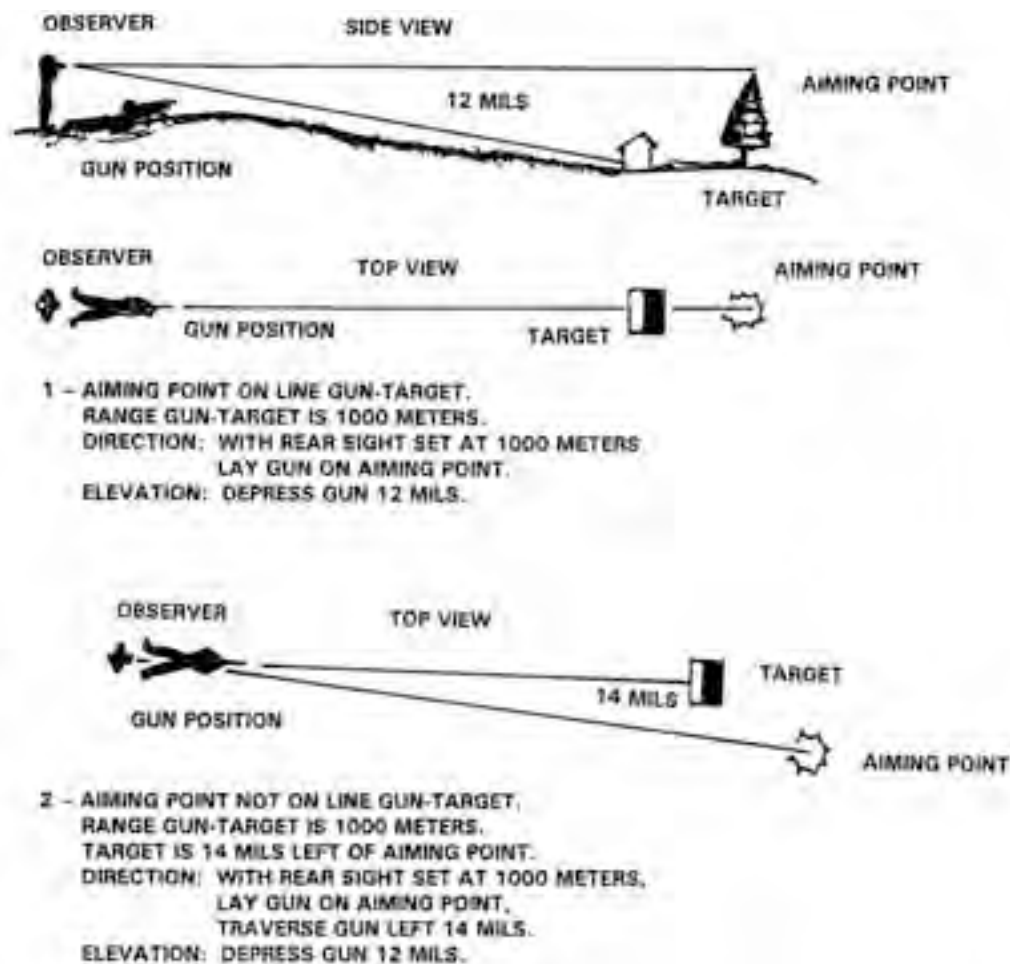 OBSERVER
SIDE VIEW
AIMING POINT
12 MILS
GUN POSITION
TARGET
OBSERVER
TOP VIEW
AIMING POINT
GUN POSITION
TARGET
1 - AIMING POINT ON LINE GUN-TARGET.
RANGE GUN-TARGET IS 1000 METERS.
DIRECTION: WITH REAR SIGHT SET AT 1000 METERS
LAY GUN ON AIMING POINT.
ELEVATION: DEPRESS GUN 12 MILS.
OBSERVER
TOP VIEW
TARGET
14 MILS
GUN POSITION
AIMING POINT
2 - AIMING POINT NOT ON LINE GUN-TARGET.
RANGE GUN-TARGET IS 1000 METERS.
TARGET IS 14 MILS LEFT OF AIMING POINT.
DIRECTION: WITH REAR SIGHT SET AT 1000 METERS,
LAY GUN ON AIMING POINT,
TRAVERSE GUN LEFT 14 MILS.
ELEVATION: DEPRESS GUN 12 MILS.